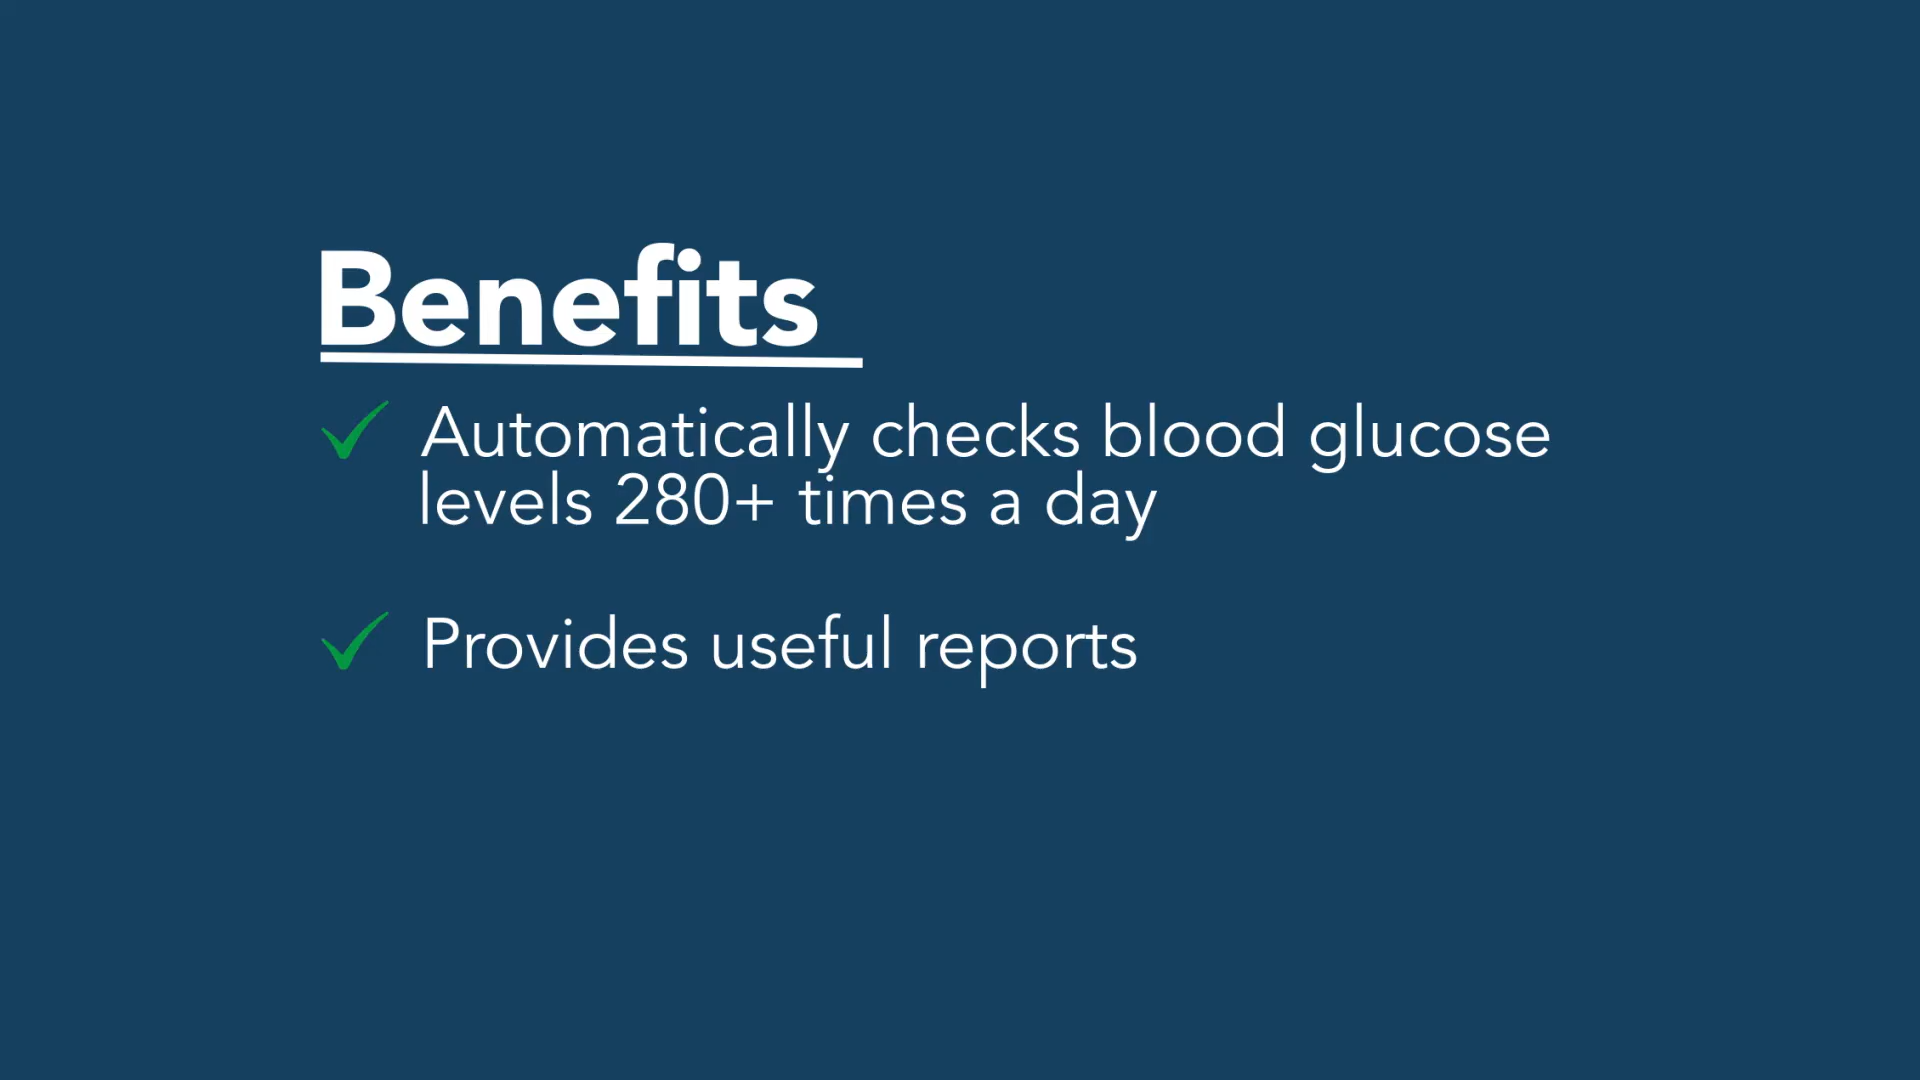 Benefits
Automatically checks blood glucose
levels 280+ times a day
Provides useful reports